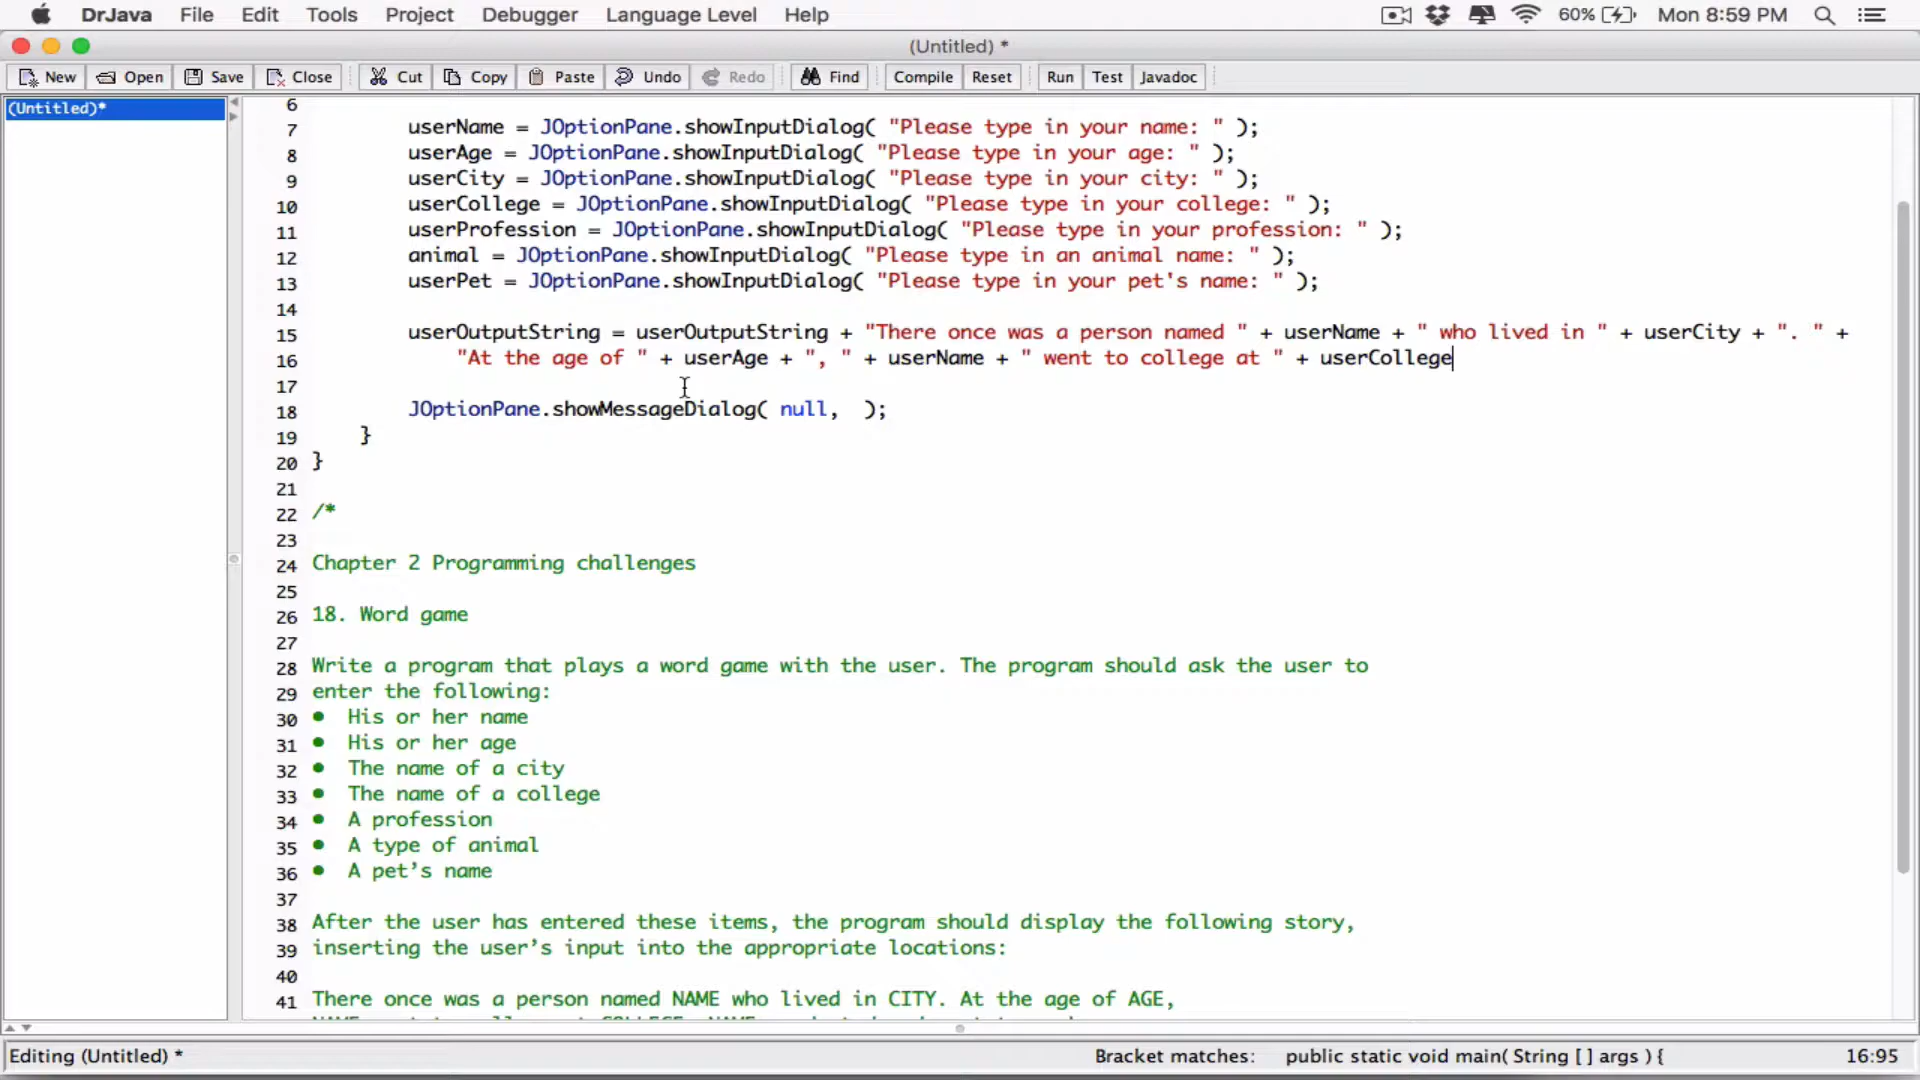 DrJava File Edit Tools Project Debugger Language Level Help 60% Mon 8:59 PM
(Untitled) *
New Open Save Close Cut Copy Paste Undo Redo Find Compile Reset Run Test Javadoc
(Untitled)*
6
7 userName = JOptionPane.showInputDialog( "Please type in your name: " );
8 userAge = JOptionPane.showInputDialog( "Please type in your age: " );
9 userCity = JOptionPane.showInputDialog( "Please type in your city: " );
10 userCollege = JOptionPane.showInputDialog( "Please type in your college: " );
11 userProfession = JOptionPane.showInputDialog( "Please type in your profession: " );
12 animal = JOptionPane.showInputDialog( "Please type in an animal name: " );
13 userPet = JOptionPane.showInputDialog( "Please type in your pet's name: " );
14
15 userOutputString = userOutputString + "There once was a person named " + userName + " who lived in " + userCity + ". " +
16 "At the age of " + userAge + ", " + userName + " went to college at " + userCollege
17
18 JOptionPane.showMessageDialog( null,  );
19 }
20 }
21
22 /*
23
24 Chapter 2 Programming challenges
25
26 18. Word game
27
28 Write a program that plays a word game with the user. The program should ask the user to
29 enter the following:
30 • His or her name
31 • His or her age
32 • The name of a city
33 • The name of a college
34 • A profession
35 • A type of animal
36 • A pet’s name
37
38 After the user has entered these items, the program should display the following story,
39 inserting the user’s input into the appropriate locations:
40
41 There once was a person named NAME who lived in CITY. At the age of AGE,
Editing (Untitled) * Bracket matches: public static void main( String [ ] args ) { 16:95